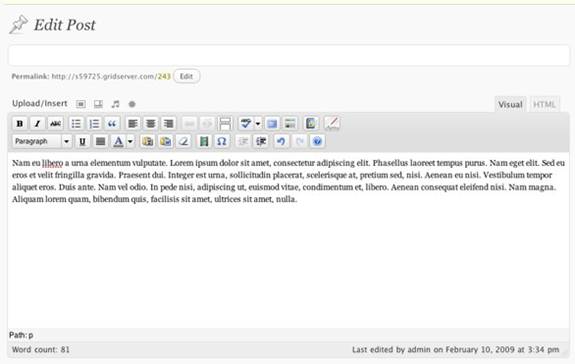 Edit Post
Permalink: http://s59725.gridserver.com/243 Edit
Upload/Insert Visual HTML
B I ABC
Paragraph U A
Nam eu libero a urna elementum vulputate. Lorem ipsum dolor sit amet, consectetur adipiscing elit. Phasellus laoreet tempus purus. Nam eget elit. Sed eu
eros et velit fringilla gravida. Praesent dui. Integer est urna, sollicitudin placerat, scelerisque at, pretium sed, nisi. Aenean eu nisi. Vestibulum tempor
aliquet eros. Duis ante. Nam vel odio. In pede nisi, adipiscing ut, euismod vitae, condimentum et, libero. Aenean consequat eleifend nisi. Nam magna.
Aliquam lorem quam, bibendum quis, facilisis sit amet, ultrices sit amet, nulla.
Path: p
Word count: 81 Last edited by admin on February 10, 2009 at 3:34 pm